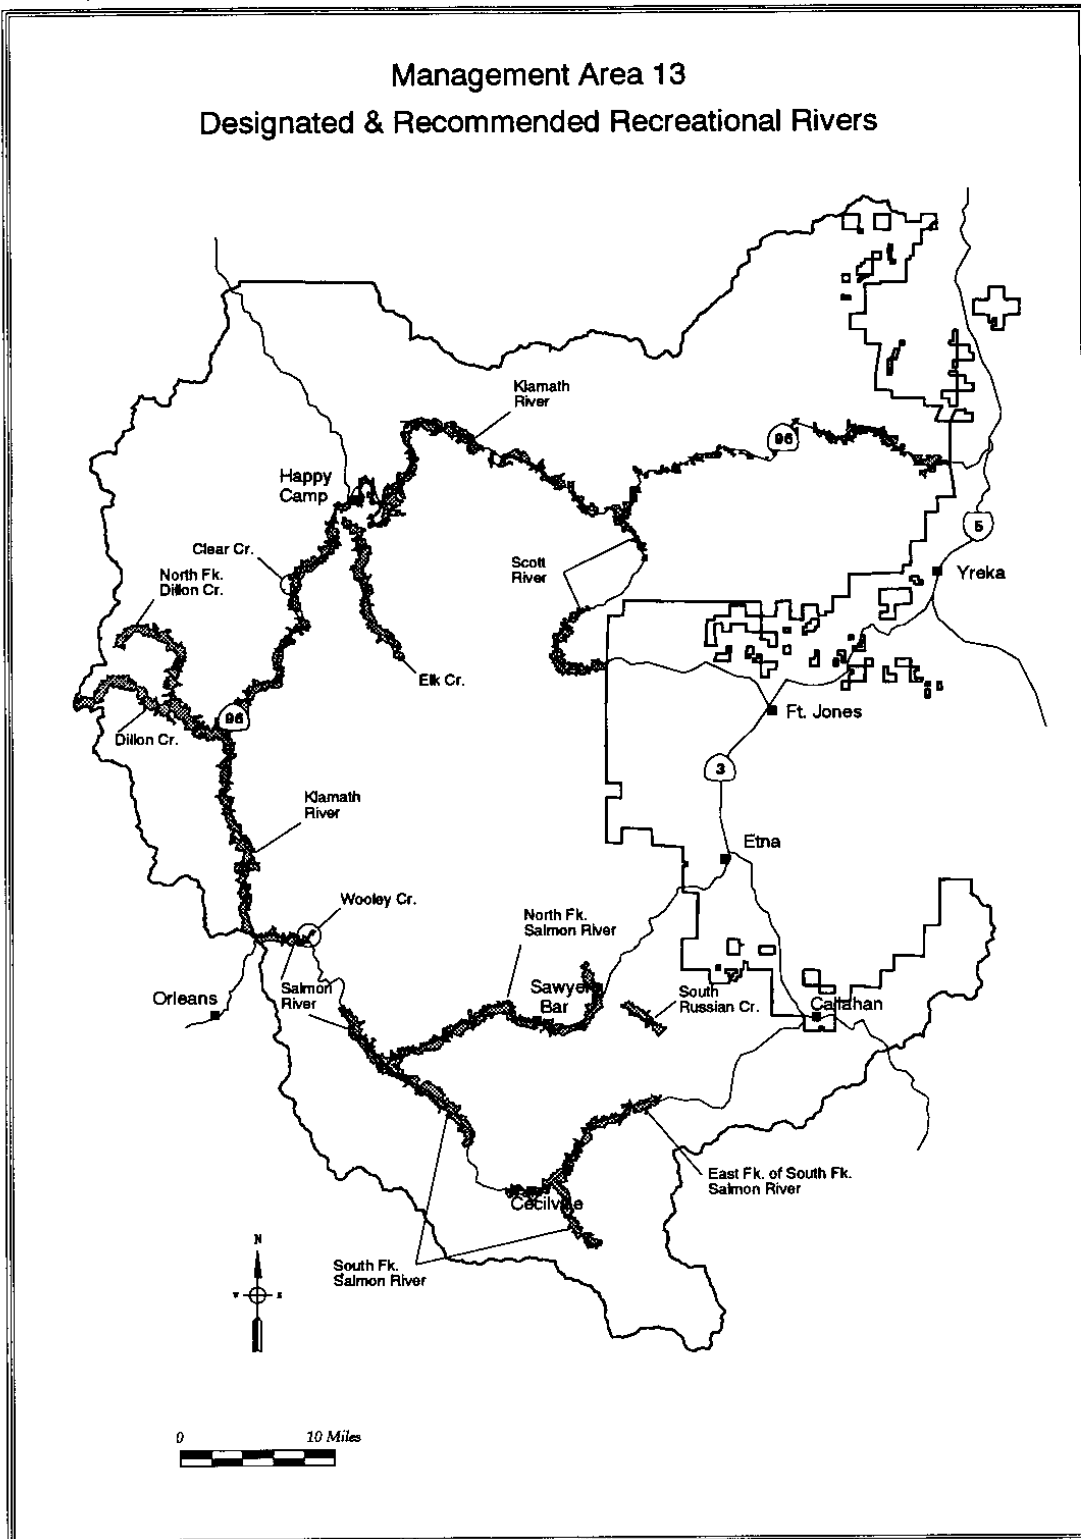 Management Area 13
Designated & Recommended Recreational Rivers
Klamath
River
96
Happy
Camp
5
Clear Cr.
Scott
River
North Fk.
Dillon Cr.
Yreka
Elk Cr.
96
Ft. Jones
Dillon Cr.
3
Klamath
River
Etna
Wooley Cr.
North Fk.
Salmon River
Salmon
River
Sawyers
Bar
South
Russian Cr.
Orleans
Callahan
East Fk. of South Fk.
Salmon River
Cecilville
N
South Fk.
Salmon River
0 10 Miles